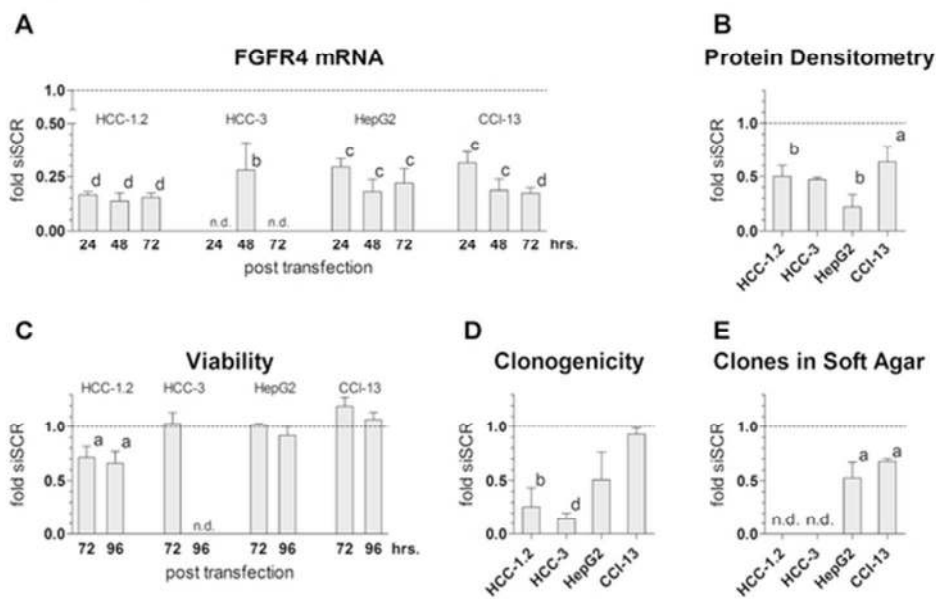 A
FGFR4 mRNA
fold siSCR
1.0
0.50
0.25
0.00
HCC-1.2
HCC-3
HepG2
CCl-13
d d d
n.d. b n.d.
c c c
c c d
24 48 72 24 48 72 24 48 72 24 48 72 hrs.
post transfection
B
Protein Densitometry
fold siSCR
1.0
0.5
0.0
b b a
HCC-1.2
HCC-3
HepG2
CCl-13
C
Viability
HCC-1.2 HCC-3 HepG2 CCl-13
fold siSCR
1.0
0.5
0.0
a a
n.d.
72 96 72 96 72 96 72 96 hrs.
post transfection
D
Clonogenicity
fold siSCR
1.0
0.5
0.0
b d
HCC-1.2
HCC-3
HepG2
CCl-13
E
Clones in Soft Agar
fold siSCR
1.0
0.5
0.0
n.d. n.d. a a
HCC-1.2
HCC-3
HepG2
CCl-13